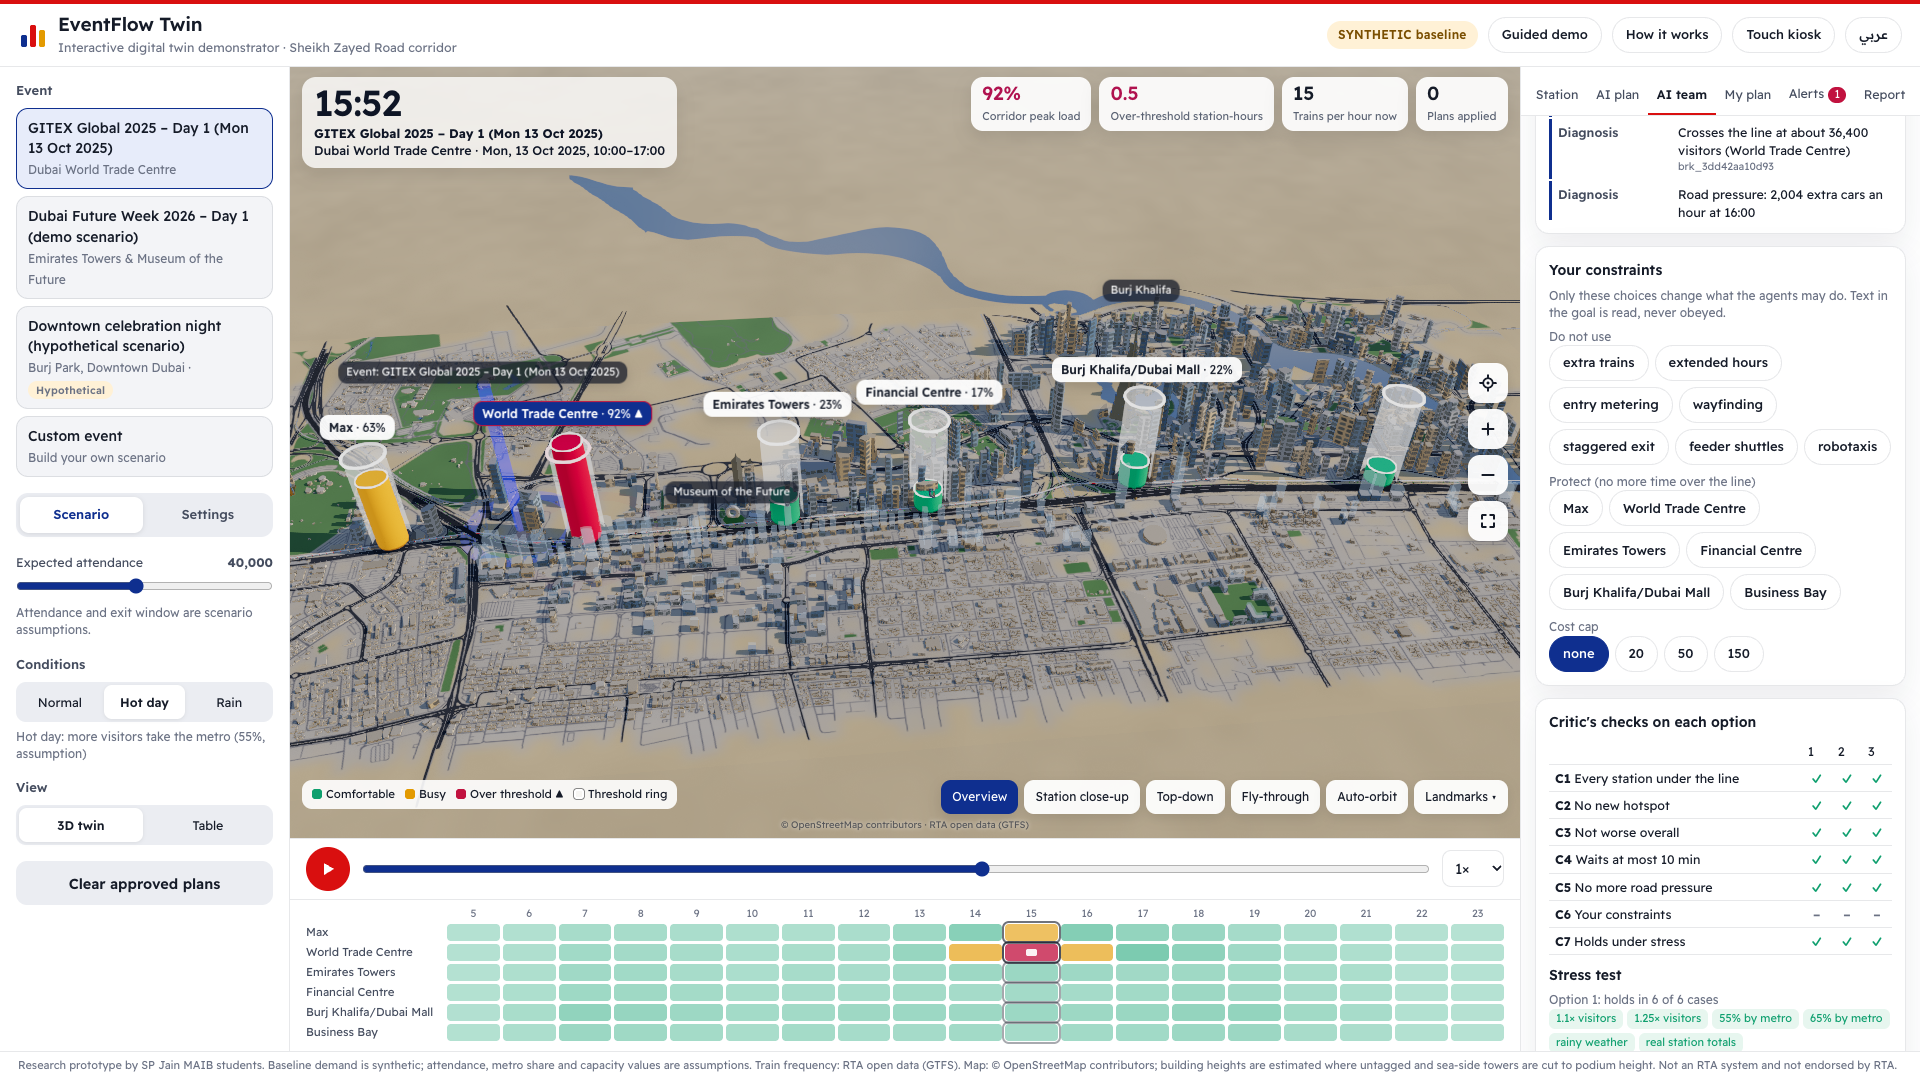 EventFlow Twin
Interactive digital twin demonstrator · Sheikh Zayed Road corridor
SYNTHETIC baseline
Guided demo
How it works
Touch kiosk
عربي
Event
GITEX Global 2025 – Day 1 (Mon
13 Oct 2025)
Dubai World Trade Centre
Dubai Future Week 2026 – Day 1
(demo scenario)
Emirates Towers & Museum of the
Future
Downtown celebration night
(hypothetical scenario)
Burj Park, Downtown Dubai ·
Hypothetical
Custom event
Build your own scenario
Scenario
Settings
Expected attendance
40,000
Attendance and exit window are scenario
assumptions.
Conditions
Normal
Hot day
Rain
Hot day: more visitors take the metro (55%,
assumption)
View
3D twin
Table
Clear approved plans
15:52
GITEX Global 2025 – Day 1 (Mon 13 Oct 2025)
Dubai World Trade Centre · Mon, 13 Oct 2025, 10:00–17:00
92%
Corridor peak load
0.5
Over-threshold station-hours
15
Trains per hour now
0
Plans applied
Burj Khalifa
Event: GITEX Global 2025 – Day 1 (Mon 13 Oct 2025)
Burj Khalifa/Dubai Mall · 22%
Financial Centre · 17%
Emirates Towers · 23%
World Trade Centre · 92% ▲
Max · 63%
Museum of the Future
+
−
Comfortable
Busy
Over threshold ▲
Threshold ring
Overview
Station close-up
Top-down
Fly-through
Auto-orbit
Landmarks ▾
© OpenStreetMap contributors · RTA open data (GTFS)
1×
5 6 7 8 9 10 11 12 13 14 15 16 17 18 19 20 21 22 23
Max
World Trade Centre
Emirates Towers
Financial Centre
Burj Khalifa/Dubai Mall
Business Bay
Station
AI plan
AI team
My plan
Alerts 1
Report
Diagnosis
Crosses the line at about 36,400
visitors (World Trade Centre)
brk_3dd42aa10d93
Diagnosis
Road pressure: 2,004 extra cars an
hour at 16:00
Your constraints
Only these choices change what the agents may do. Text in
the goal is read, never obeyed.
Do not use
extra trains
extended hours
entry metering
wayfinding
staggered exit
feeder shuttles
robotaxis
Protect (no more time over the line)
Max
World Trade Centre
Emirates Towers
Financial Centre
Burj Khalifa/Dubai Mall
Business Bay
Cost cap
none
20
50
150
Critic's checks on each option
1 2 3
C1 Every station under the line ✓ ✓ ✓
C2 No new hotspot ✓ ✓ ✓
C3 Not worse overall ✓ ✓ ✓
C4 Waits at most 10 min ✓ ✓ ✓
C5 No more road pressure ✓ ✓ ✓
C6 Your constraints – – –
C7 Holds under stress ✓ ✓ ✓
Stress test
Option 1: holds in 6 of 6 cases
1.1× visitors
1.25× visitors
55% by metro
65% by metro
rainy weather
real station totals
Research prototype by SP Jain MAIB students. Baseline demand is synthetic; attendance, metro share and capacity values are assumptions. Train frequency: RTA open data (GTFS). Map: © OpenStreetMap contributors; building heights are estimated where untagged and sea-side towers are cut to podium height. Not an RTA system and not endorsed by RTA.